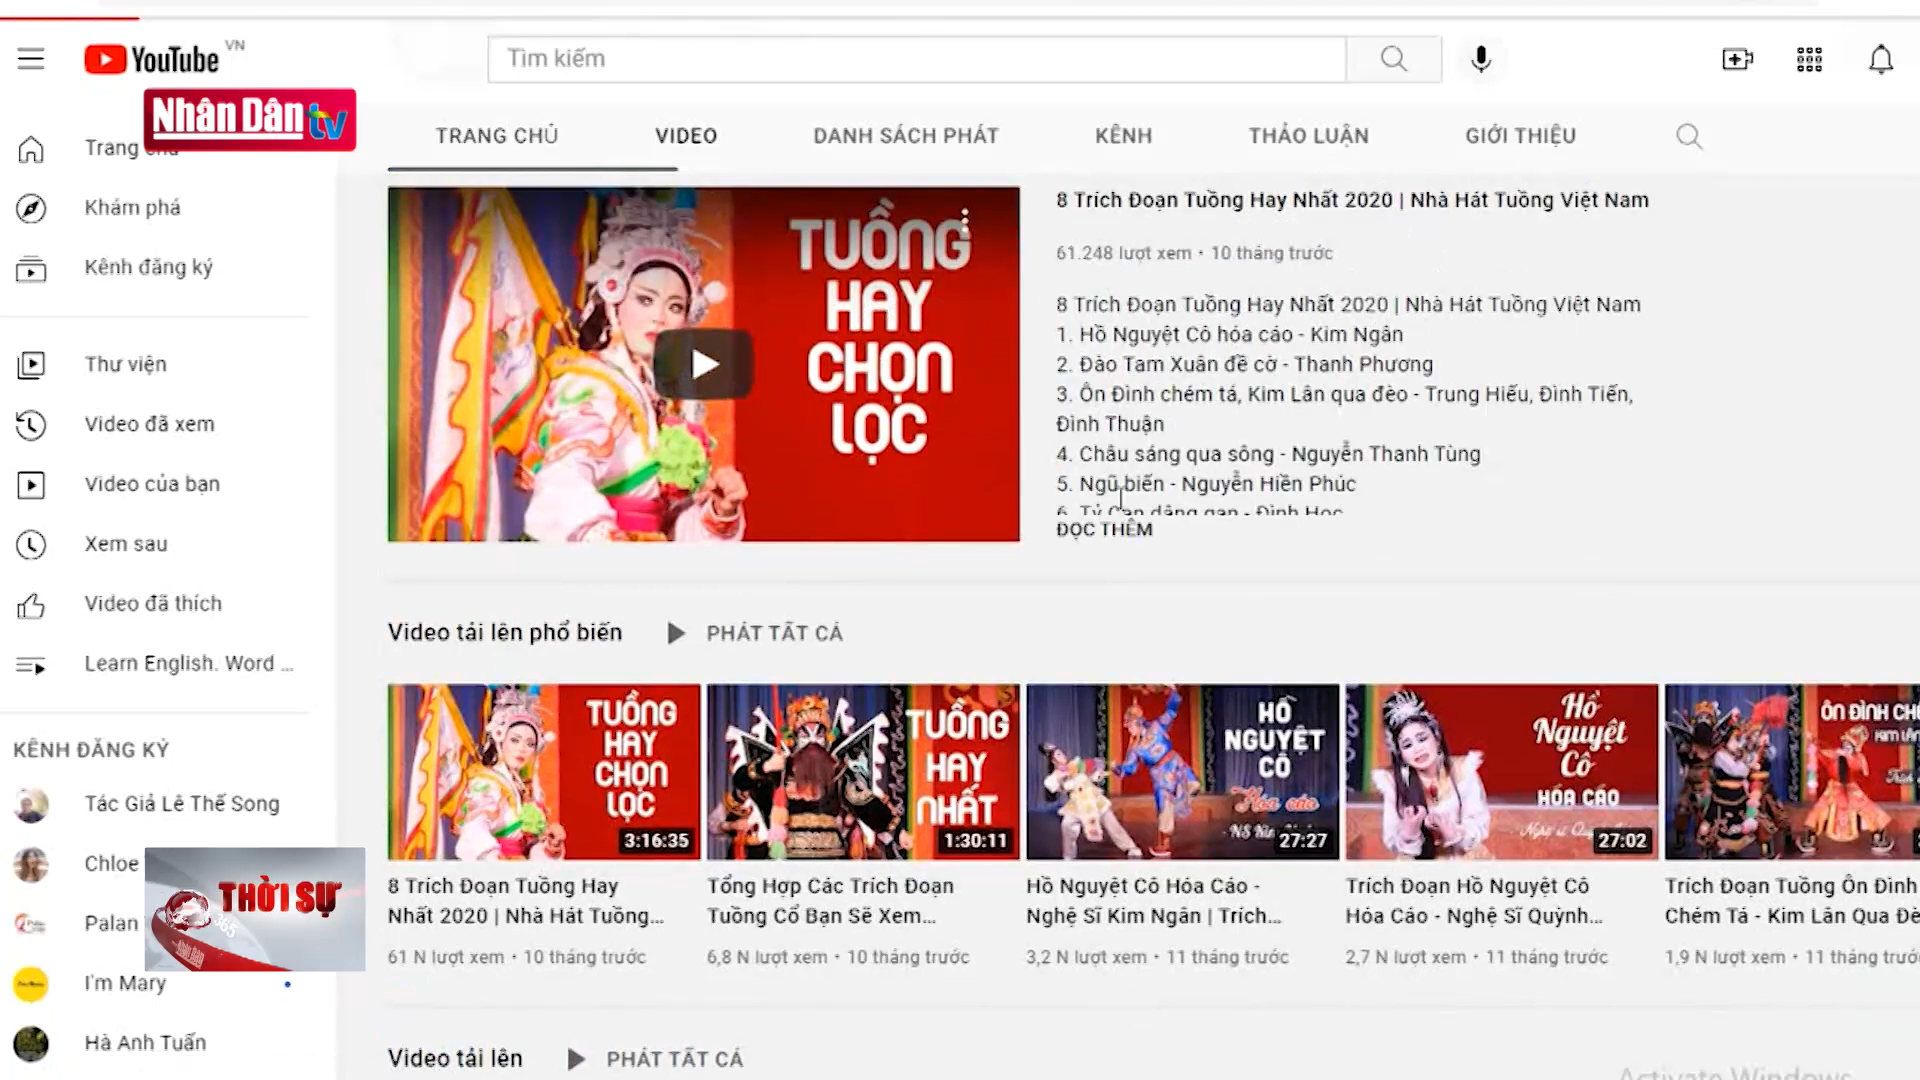 YouTube VN
Tìm kiếm
Nhân Dân tv
Trang
Khám phá
Kênh đăng ký
Thư viện
Video đã xem
Video của bạn
Xem sau
Video đã thích
Learn English. Word ...
KÊNH ĐĂNG KÝ
Tác Giả Lê Thế Song
Chloe
Palan
I'm Mary
Hà Anh Tuấn
THỜI SỰ
365
NHÂN DÂN
TRANG CHỦ
VIDEO
DANH SÁCH PHÁT
KÊNH
THẢO LUẬN
GIỚI THIỆU
TUỒNG
HAY
CHỌN
LỌC
8 Trích Đoạn Tuồng Hay Nhất 2020 | Nhà Hát Tuồng Việt Nam
61.248 lượt xem • 10 tháng trước
8 Trích Đoạn Tuồng Hay Nhất 2020 | Nhà Hát Tuồng Việt Nam
1. Hồ Nguyệt Cô hóa cáo - Kim Ngân
2. Đào Tam Xuân đề cờ - Thanh Phương
3. Ôn Đình chém tá, Kim Lân qua đèo - Trung Hiếu, Đình Tiến,
Đình Thuận
4. Châu sáng qua sông - Nguyễn Thanh Tùng
5. Ngũ biến - Nguyễn Hiền Phúc
6. Tỷ Can dâng gan - Đình Học
ĐỌC THÊM
Video tải lên phổ biến
PHÁT TẤT CẢ
TUỒNG
HAY
CHỌN
LỌC
3:16:35
TUỒNG
HAY
NHẤT
1:30:11
HỒ
NGUYỆT
CÔ
Hóa cáo
27:27
Hồ
Nguyệt
Cô
HÓA CÁO
27:02
ÔN ĐÌNH
KIM LÂN
8 Trích Đoạn Tuồng Hay
Nhất 2020 | Nhà Hát Tuồng...
61 N lượt xem • 10 tháng trước
Tổng Hợp Các Trích Đoạn
Tuồng Cổ Bạn Sẽ Xem...
6,8 N lượt xem • 10 tháng trước
Hồ Nguyệt Cô Hóa Cáo -
Nghệ Sĩ Kim Ngân | Trích...
3,2 N lượt xem • 11 tháng trước
Trích Đoạn Hồ Nguyệt Cô
Hóa Cáo - Nghệ Sĩ Quỳnh...
2,7 N lượt xem • 11 tháng trước
Trích Đoạn Tuồng Ôn Đình
Chém Tá - Kim Lân Qua Đè
1,9 N lượt xem • 11 tháng trướ
Video tải lên
PHÁT TẤT CẢ
Activate Windows